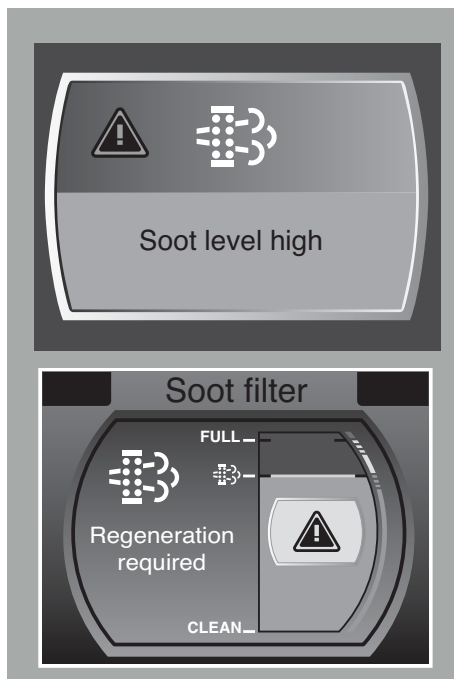 Soot level high
Soot filter
FULL
Regeneration
required
CLEAN